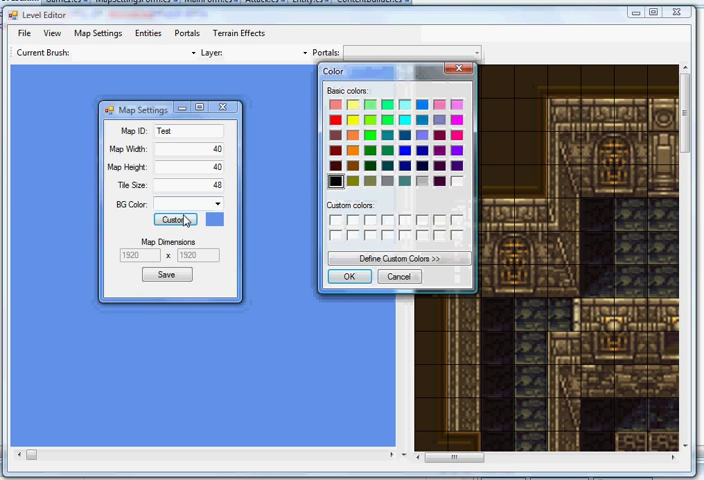 Level Editor
File View Map Settings Entities Portals Terrain Effects
Current Brush: Layer: Portals:
Map Settings
Map ID: Test
Map Width: 40
Map Height: 40
Tile Size: 48
BG Color:
Custom
Map Dimensions
1920 x 1920
Save
Color
Basic colors:
Custom colors:
Define Custom Colors >>
OK Cancel